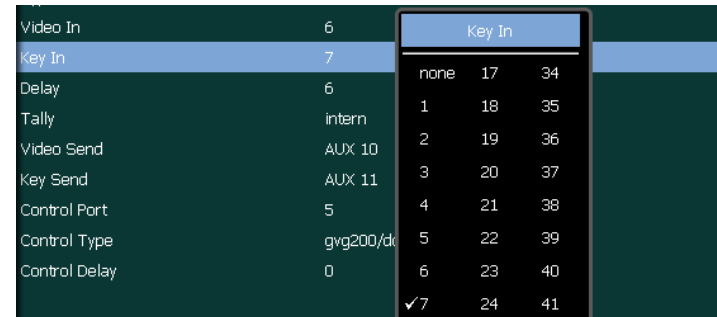 Video In 6
Key In 7
Delay 6
Tally intern
Video Send AUX 10
Key Send AUX 11
Control Port 5
Control Type
Control Delay 0
Key In
none 17 34
1 18 35
2 19 36
3 20 37
4 21 38
5 22 39
6 23 40
✓7 24 41